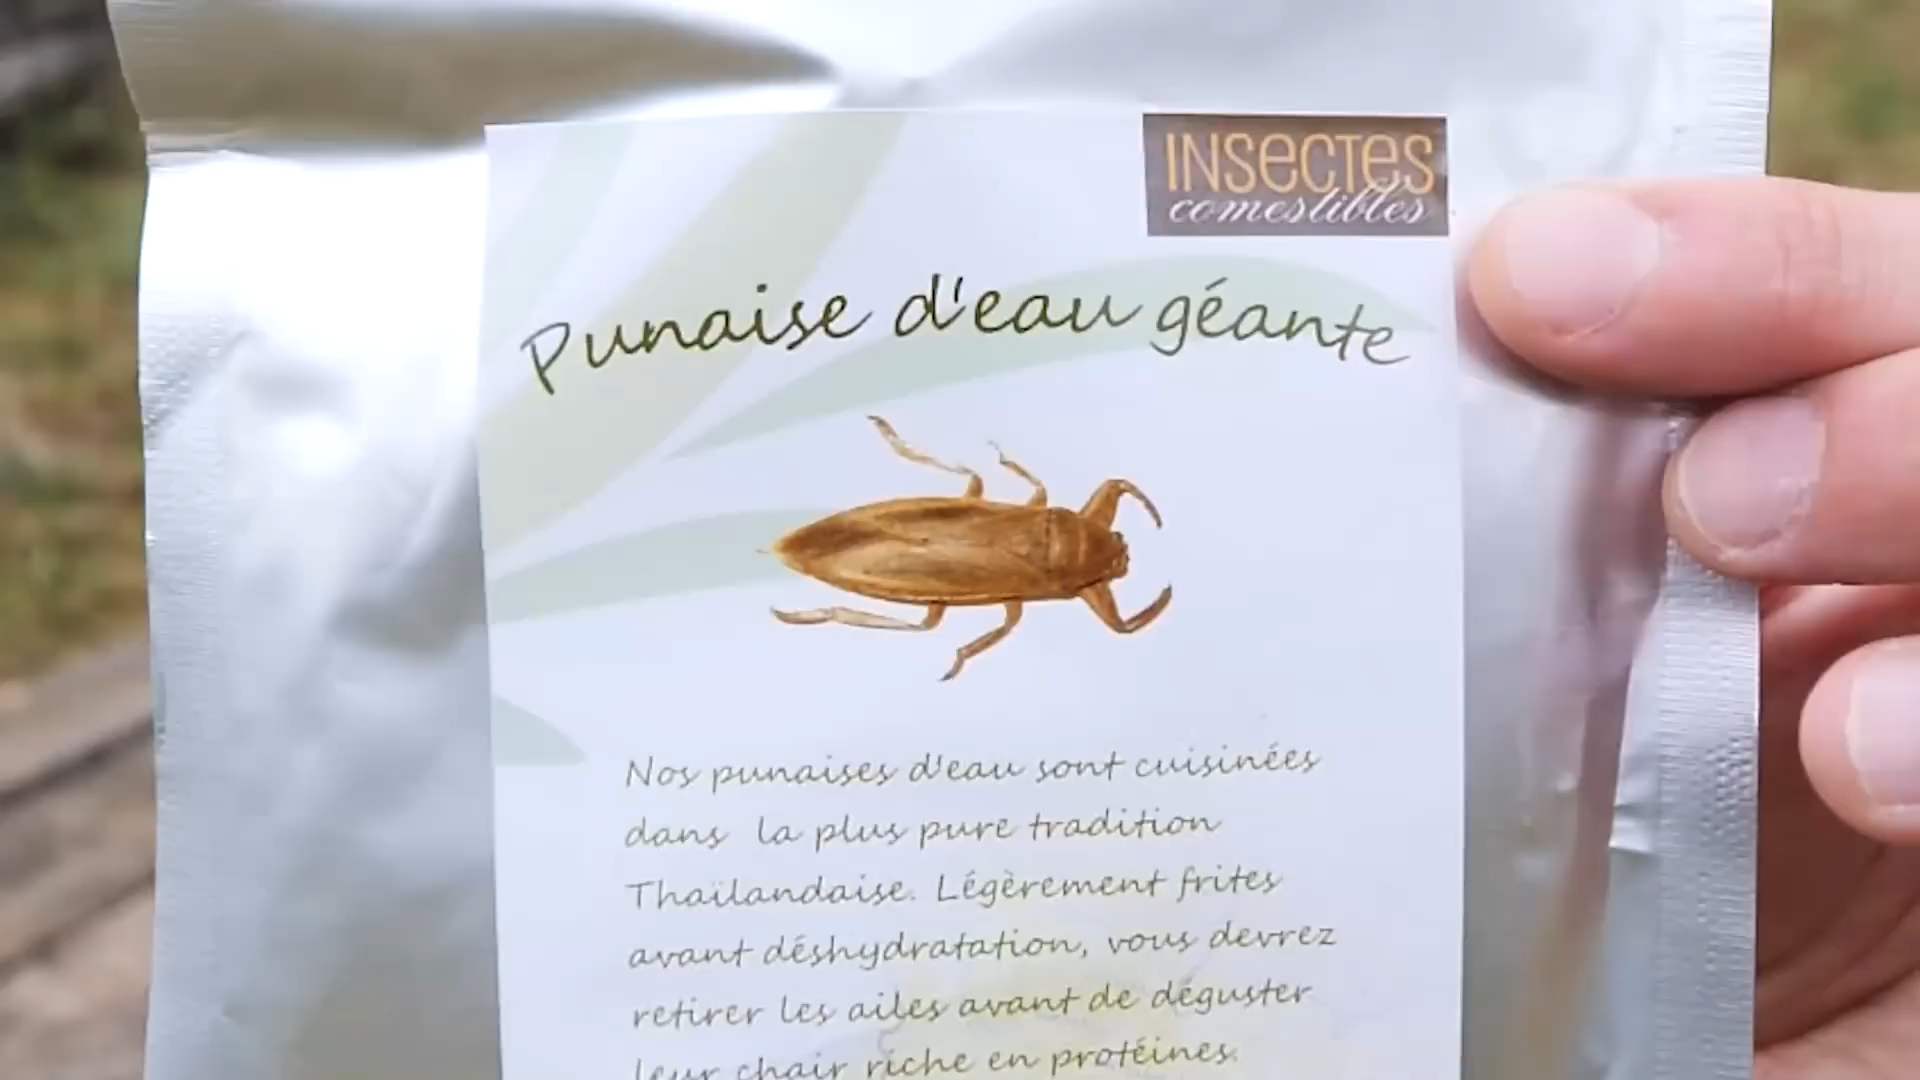 INSECTES
comestibles
Punaise d'eau géante
Nos punaises d'eau sont cuisinées
dans la plus pure tradition
Thaïlandaise. Légèrement frites
avant déshydratation, vous devrez
retirer les ailes avant de déguster
leur chair riche en protéines.